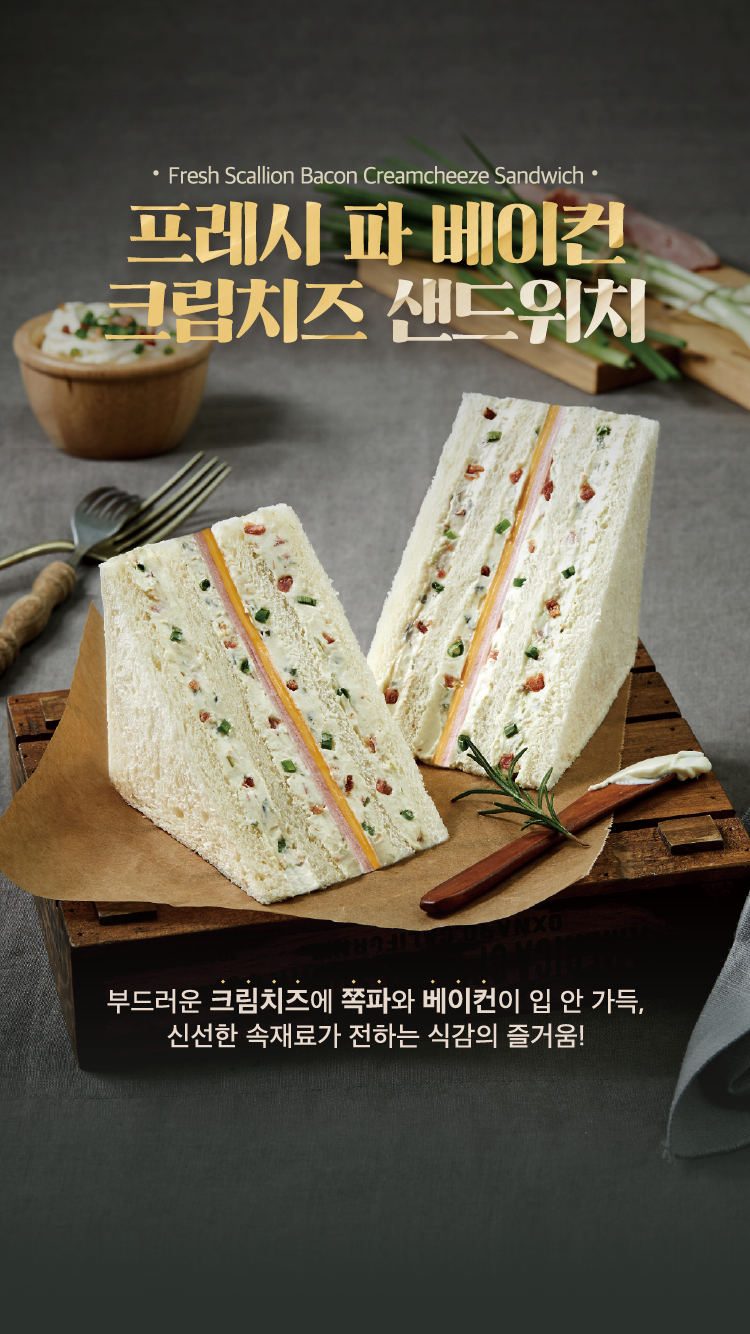 • Fresh Scallion Bacon Creamcheeze Sandwich •
프레시 파 베이컨
크림치즈 샌드위치
부드러운 크림치즈에 쪽파와 베이컨이 입 안 가득,
신선한 속재료가 전하는 식감의 즐거움!